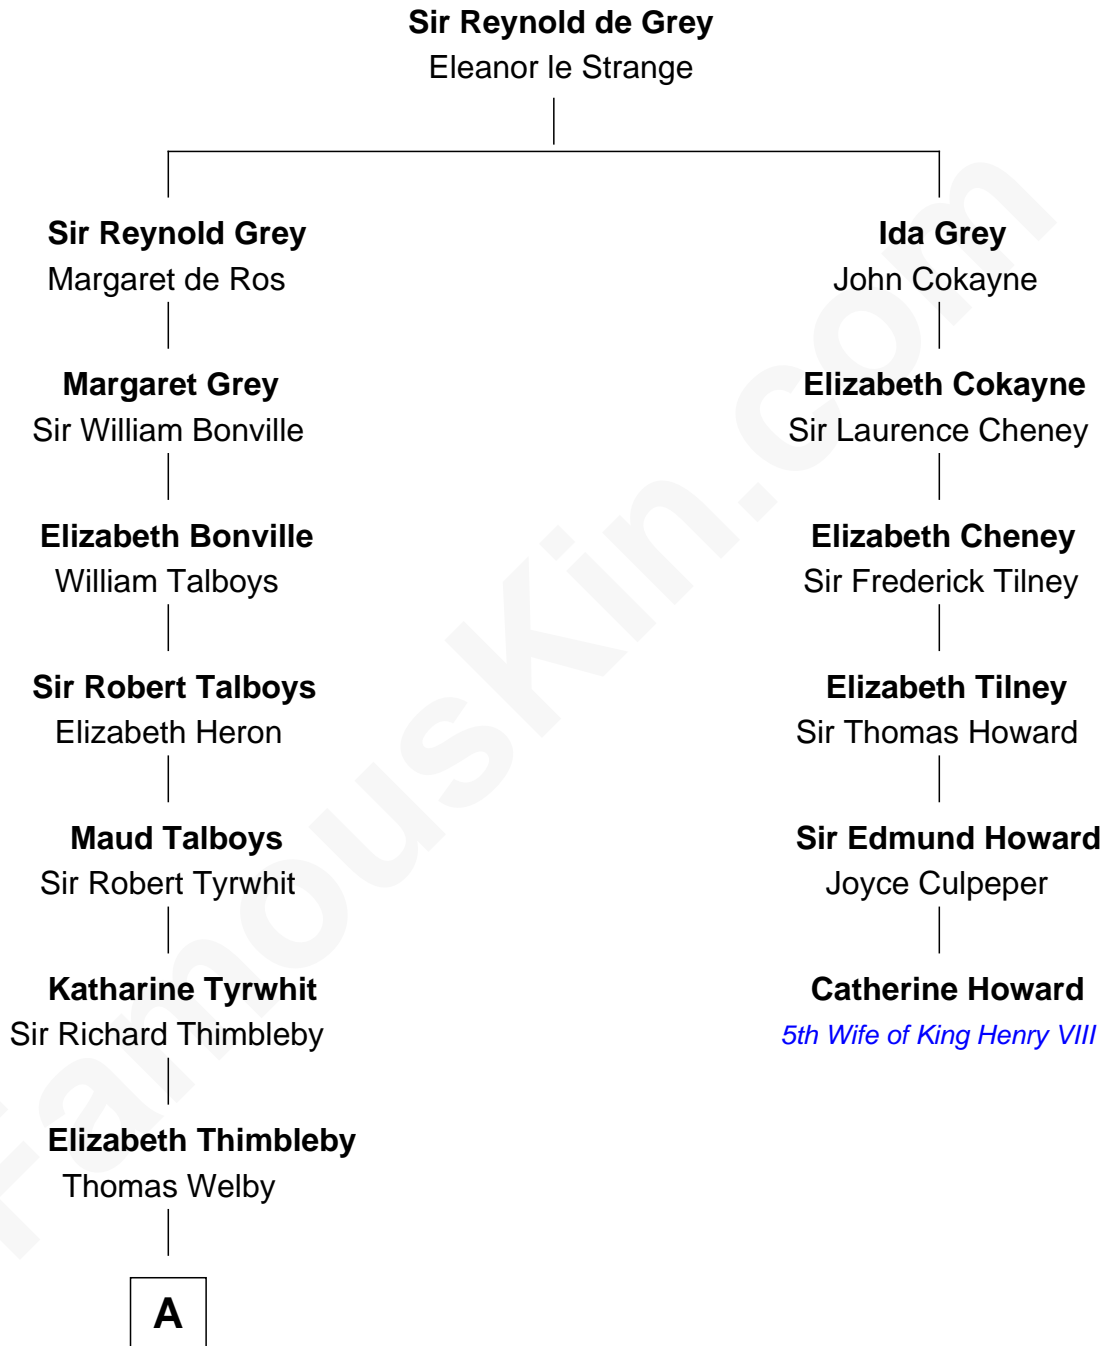 Sir Reynold de Grey
Eleanor le Strange
Sir Reynold Grey
Margaret de Ros
Margaret Grey
Sir William Bonville
Elizabeth Bonville
William Talboys
Sir Robert Talboys
Elizabeth Heron
Maud Talboys
Sir Robert Tyrwhit
Katharine Tyrwhit
Sir Richard Thimbleby
Elizabeth Thimbleby
Thomas Welby
A
Ida Grey
John Cokayne
Elizabeth Cokayne
Sir Laurence Cheney
Elizabeth Cheney
Sir Frederick Tilney
Elizabeth Tilney
Sir Thomas Howard
Sir Edmund Howard
Joyce Culpeper
Catherine Howard
5th Wife of King Henry VIII
FamousKin.com